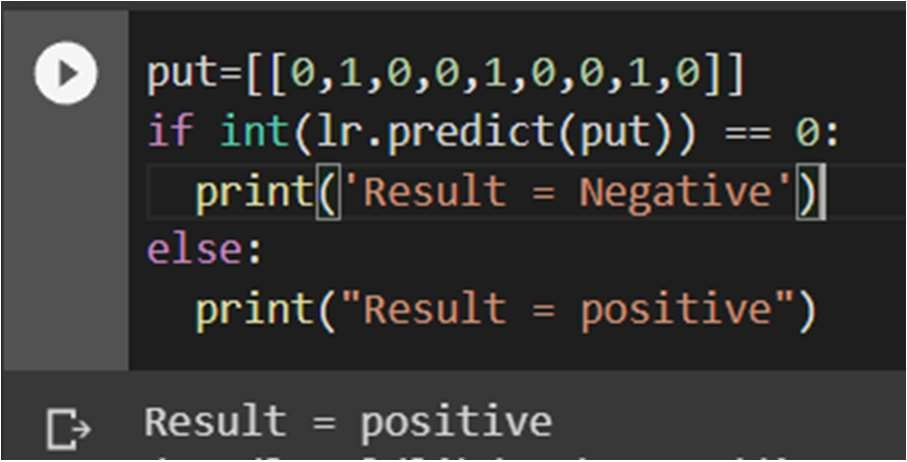 put=[[0,1,0,0,1,0,0,1,0]]
if int(lr.predict(put)) == 0:
  print('Result = Negative')
else:
  print("Result = positive")
Result = positive